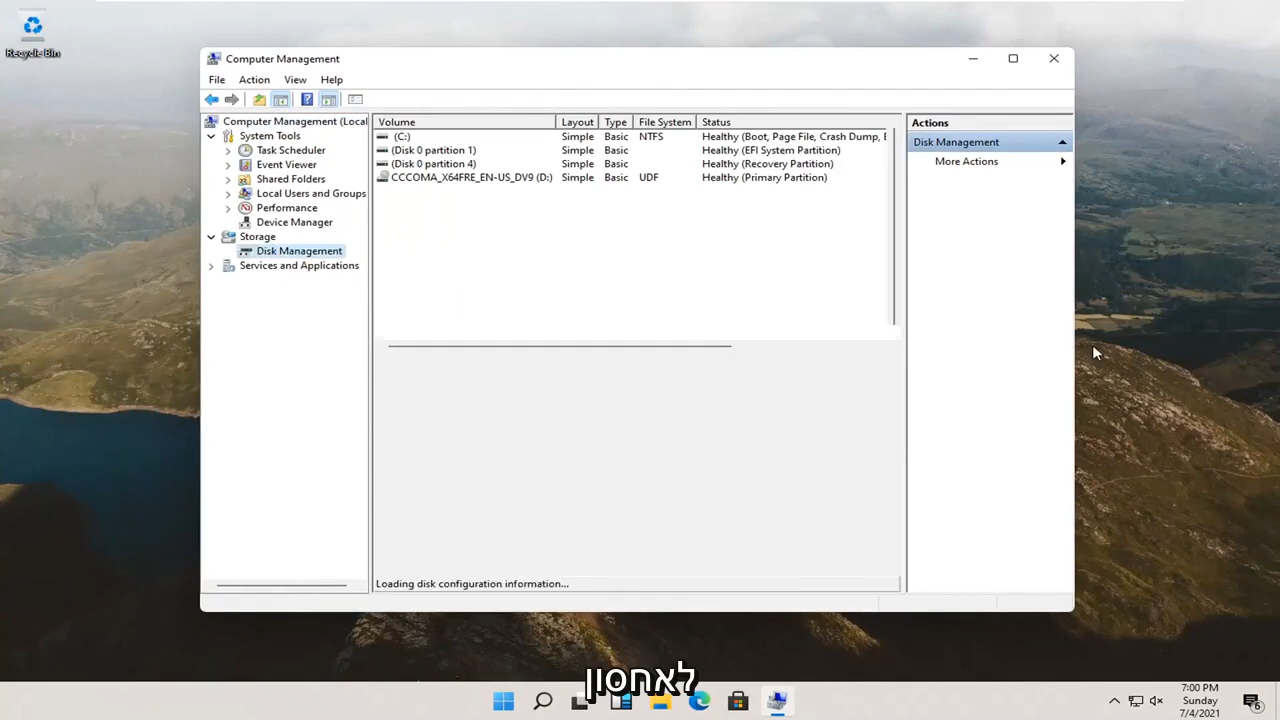 Recycle Bin
Computer Management
File Action View Help
Computer Management (Local
System Tools
Task Scheduler
Event Viewer
Shared Folders
Local Users and Groups
Performance
Device Manager
Storage
Disk Management
Services and Applications
Volume Layout Type File System Status
(C:) Simple Basic NTFS Healthy (Boot, Page File, Crash Dump,
(Disk 0 partition 1) Simple Basic Healthy (EFI System Partition)
(Disk 0 partition 4) Simple Basic Healthy (Recovery Partition)
CCCOMA_X64FRE_EN-US_DV9 (D:) Simple Basic UDF Healthy (Primary Partition)
Loading disk configuration information...
Actions
Disk Management
More Actions
לאחסון
7:00 PM
Sunday
7/4/2021
6